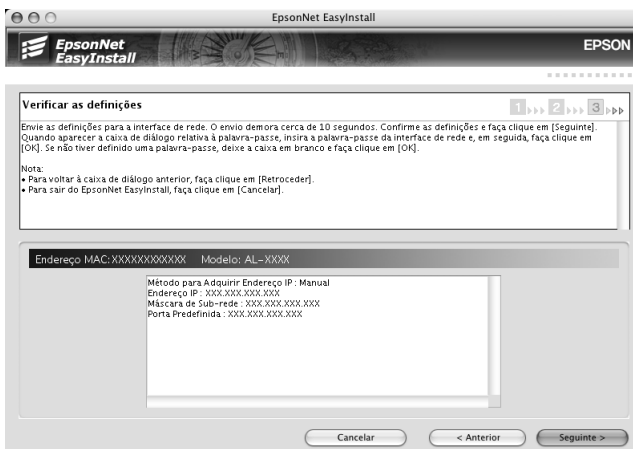 EpsonNet EasyInstall
EpsonNet
EasyInstall
EPSON
Verificar as definições
1 2 3
Envie as definições para a interface de rede. O envio demora cerca de 10 segundos. Confirme as definições e faça clique em [Seguinte].
Quando aparecer a caixa de diálogo relativa à palavra-passe, insira a palavra-passe da interface de rede e, em seguida, faça clique em
[OK]. Se não tiver definido uma palavra-passe, deixe a caixa em branco e faça clique em [OK].
Nota:
• Para voltar à caixa de diálogo anterior, faça clique em [Retroceder].
• Para sair do EpsonNet EasyInstall, faça clique em [Cancelar].
Endereço MAC:XXXXXXXXXXXX Modelo: AL-XXXX
Método para Adquirir Endereço IP : Manual
Endereço IP : XXX.XXX.XXX.XXX
Máscara de Sub-rede : XXX.XXX.XXX.XXX
Porta Predefinida : XXX.XXX.XXX.XXX
Cancelar
< Anterior
Seguinte >